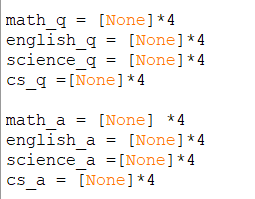 math_q = [None]*4
english_q = [None]*4
science_q = [None]*4
cs_q =[None]*4
math_a = [None] *4
english_a = [None]*4
science_a =[None]*4
cs_a = [None]*4